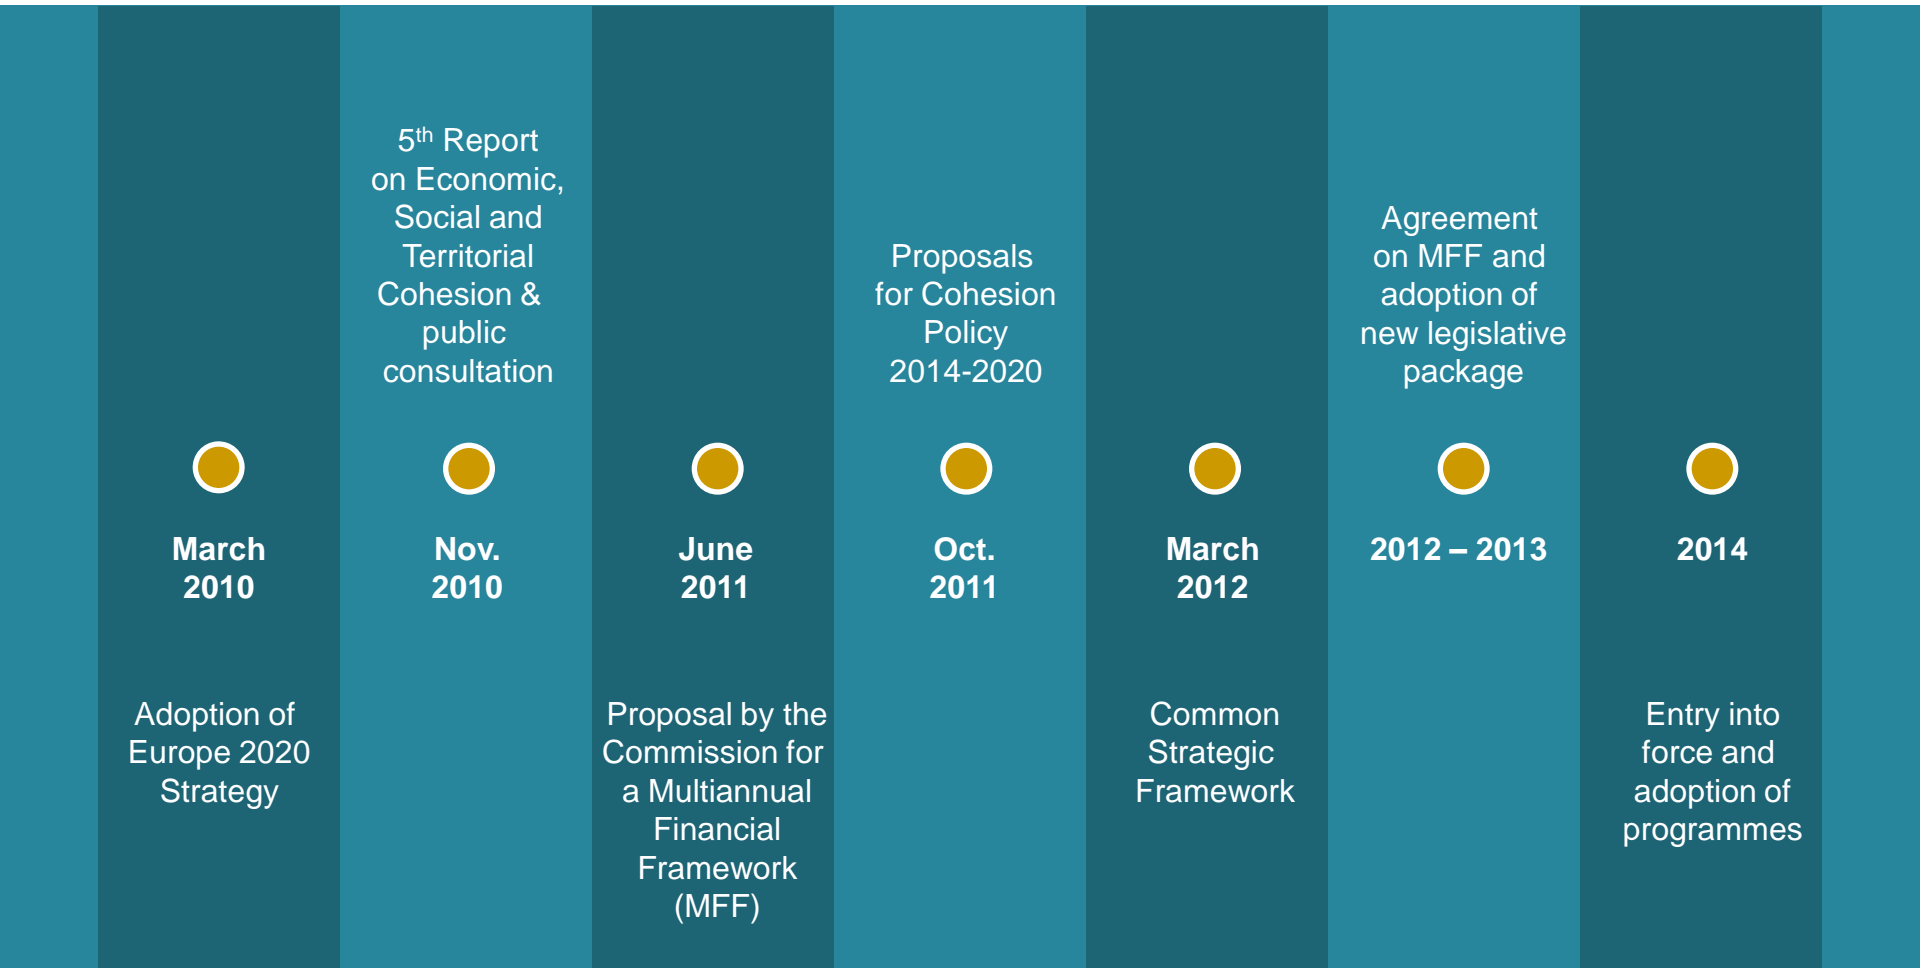 March
2010
Adoption of
Europe 2020
Strategy
5th Report
on Economic,
Social and
Territorial
Cohesion &
public
consultation
Nov.
2010
June
2011
Proposal by the
Commission for
a Multiannual
Financial
Framework
(MFF)
Proposals
for Cohesion
Policy
2014-2020
Oct.
2011
March
2012
Common
Strategic
Framework
Agreement
on MFF and
adoption of
new legislative
package
2012 – 2013
2014
Entry into
force and
adoption of
programmes